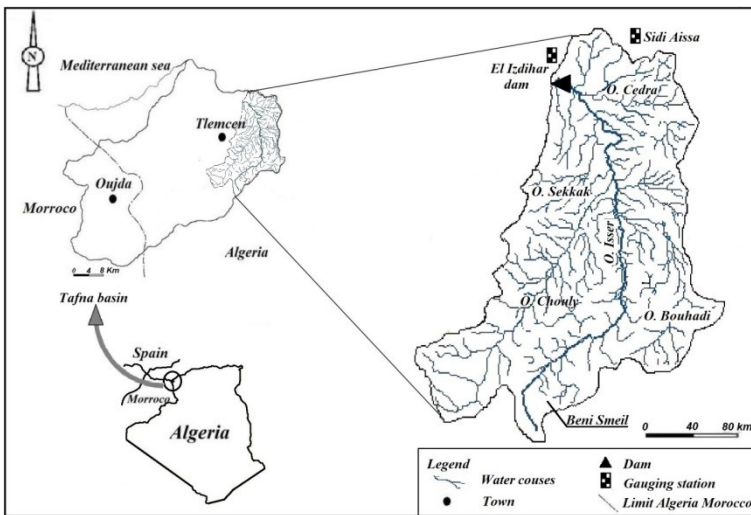 N
Mediterranean sea
Tlemcen
Oujda
Morroco
Algeria
0 4 8 Km
Tafna basin
Spain
Morroco
Algeria
Sidi Aissa
El Izdihar
dam
O. Cedra
O. Sekkak
O. Isser
O. Chouly
O. Bouhadi
Beni Smeil
0 40 80 km
Legend
Water couses
Town
Dam
Gauging station
Limit Algeria Morocco